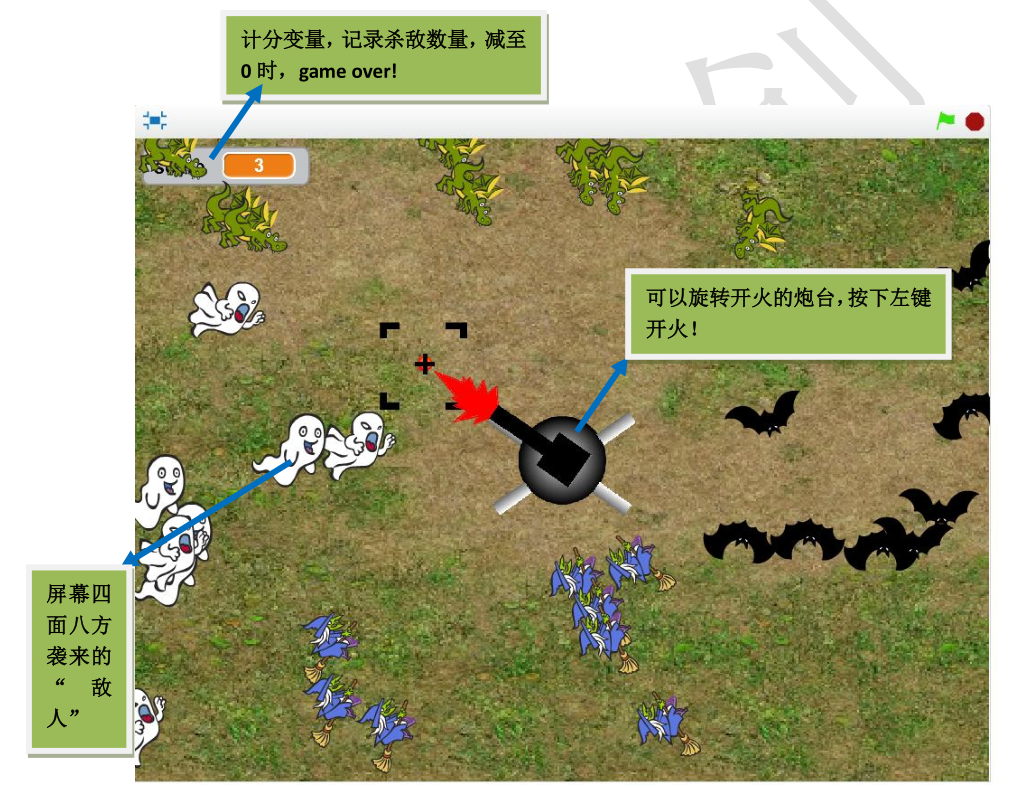 计分变量，记录杀敌数量，减至
0 时，game over!
3
可以旋转开火的炮台，按下左键
开火！
屏幕四
面八方
袭来的
“ 敌
人”